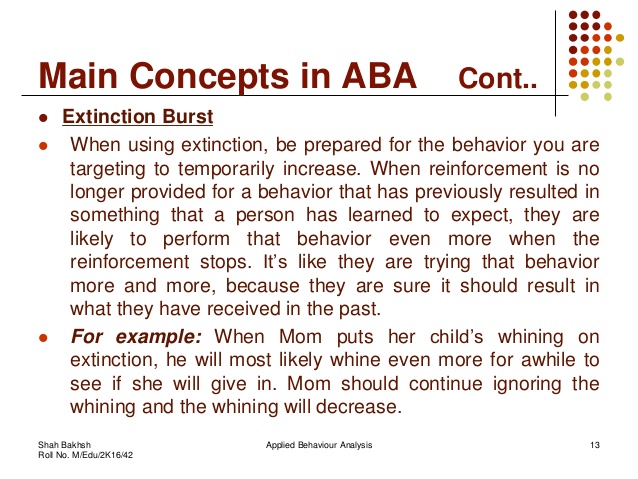 Main Concepts in ABA Cont..
Extinction Burst
When using extinction, be prepared for the behavior you are
targeting to temporarily increase. When reinforcement is no
longer provided for a behavior that has previously resulted in
something that a person has learned to expect, they are
likely to perform that behavior even more when the
reinforcement stops. It’s like they are trying that behavior
more and more, because they are sure it should result in
what they have received in the past.
For example: When Mom puts her child’s whining on
extinction, he will most likely whine even more for awhile to
see if she will give in. Mom should continue ignoring the
whining and the whining will decrease.
Shah Bakhsh Applied Behaviour Analysis 13
Roll No. M/Edu/2K16/42